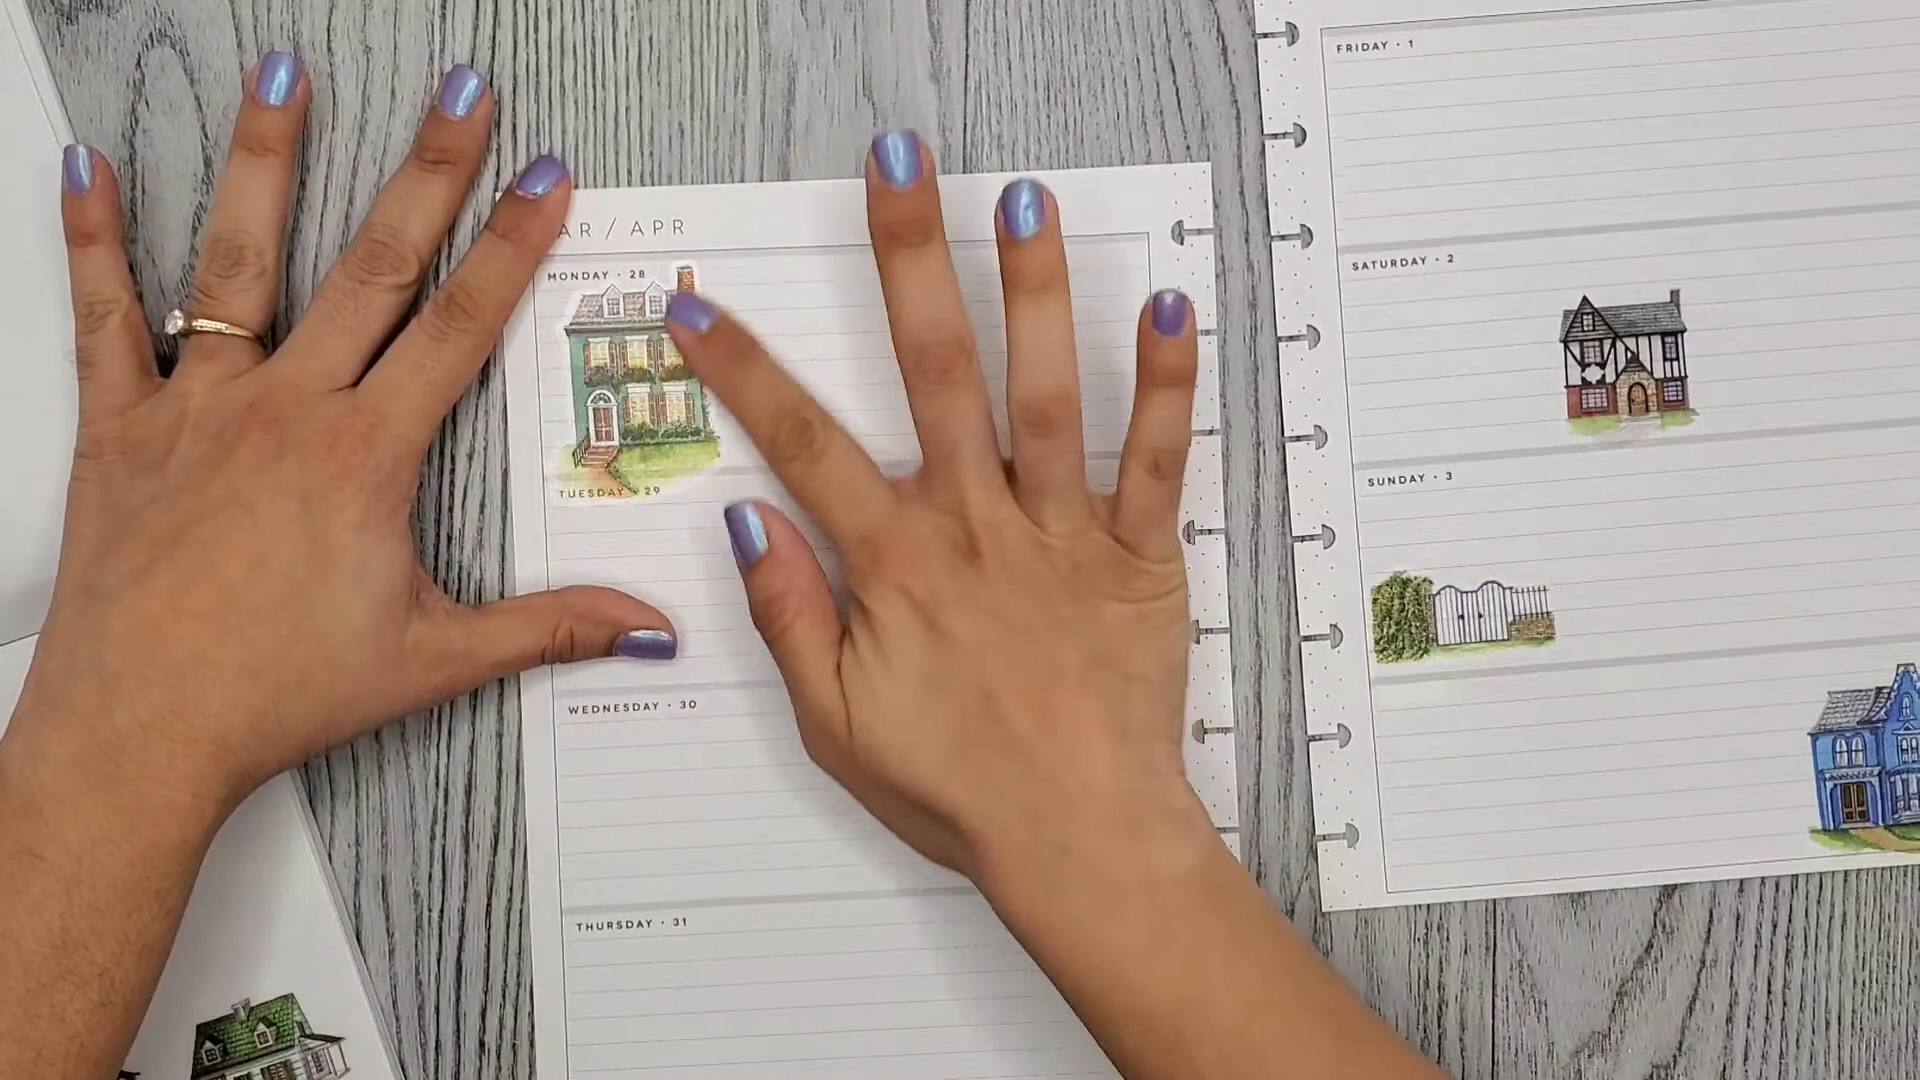 AR / APR
MONDAY · 28
TUESDAY · 29
WEDNESDAY · 30
THURSDAY · 31
FRIDAY · 1
SATURDAY · 2
SUNDAY · 3